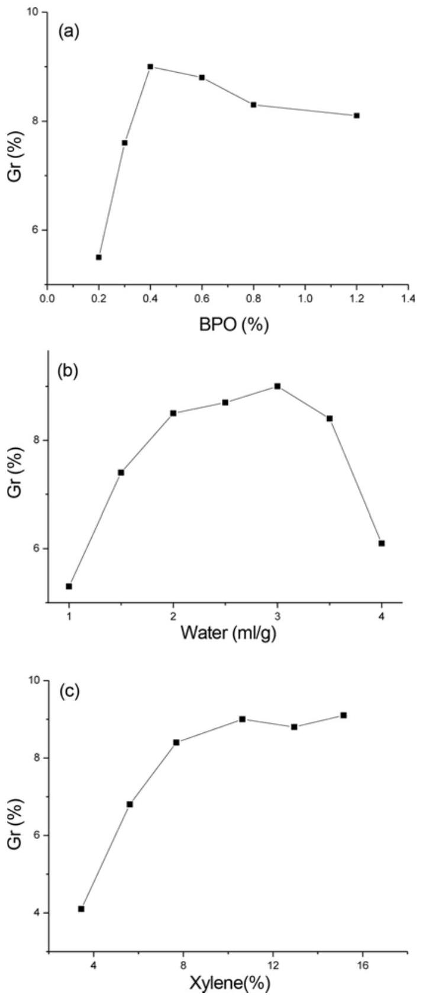 10
(a)
8
Gr (%)
6
0.0 0.2 0.4 0.6 0.8 1.0 1.2 1.4
BPO (%)
(b)
8
Gr (%)
6
1 2 3 4
Water (ml/g)
10
(c)
8
Gr (%)
6
4
4 8 12 16
Xylene(%)